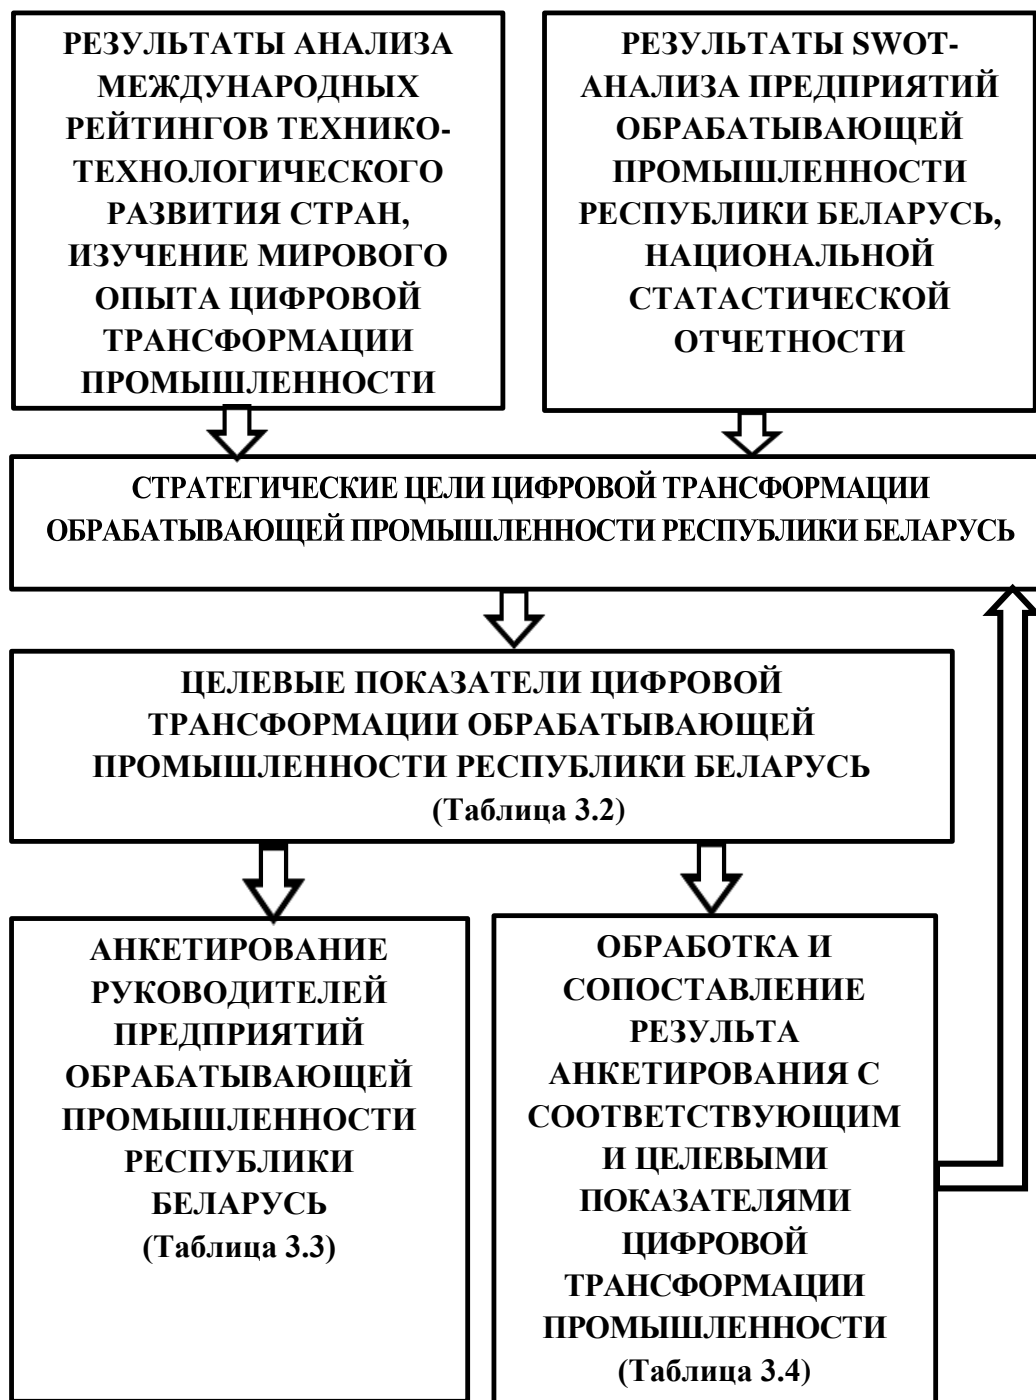 РЕЗУЛЬТАТЫ АНАЛИЗА
МЕЖДУНАРОДНЫХ
РЕЙТИНГОВ ТЕХНИКО-
ТЕХНОЛОГИЧЕСКОГО
РАЗВИТИЯ СТРАН,
ИЗУЧЕНИЕ МИРОВОГО
ОПЫТА ЦИФРОВОЙ
ТРАНСФОРМАЦИИ
ПРОМЫШЛЕННОСТИ
РЕЗУЛЬТАТЫ SWOT-
АНАЛИЗА ПРЕДПРИЯТИЙ
ОБРАБАТЫВАЮЩЕЙ
ПРОМЫШЛЕННОСТИ
РЕСПУБЛИКИ БЕЛАРУСЬ,
НАЦИОНАЛЬНОЙ
СТАТАСТИЧЕСКОЙ
ОТЧЕТНОСТИ
СТРАТЕГИЧЕСКИЕ ЦЕЛИ ЦИФРОВОЙ ТРАНСФОРМАЦИИ
ОБРАБАТЫВАЮЩЕЙ ПРОМЫШЛЕННОСТИ РЕСПУБЛИКИ БЕЛАРУСЬ
ЦЕЛЕВЫЕ ПОКАЗАТЕЛИ ЦИФРОВОЙ
ТРАНСФОРМАЦИИ ОБРАБАТЫВАЮЩЕЙ
ПРОМЫШЛЕННОСТИ РЕСПУБЛИКИ БЕЛАРУСЬ
(Таблица 3.2)
АНКЕТИРОВАНИЕ
РУКОВОДИТЕЛЕЙ
ПРЕДПРИЯТИЙ
ОБРАБАТЫВАЮЩЕЙ
ПРОМЫШЛЕННОСТИ
РЕСПУБЛИКИ
БЕЛАРУСЬ
(Таблица 3.3)
ОБРАБОТКА И
СОПОСТАВЛЕНИЕ
РЕЗУЛЬТА
АНКЕТИРОВАНИЯ С
СООТВЕТСТВУЮЩИМ
И ЦЕЛЕВЫМИ
ПОКАЗАТЕЛЯМИ
ЦИФРОВОЙ
ТРАНСФОРМАЦИИ
ПРОМЫШЛЕННОСТИ
(Таблица 3.4)